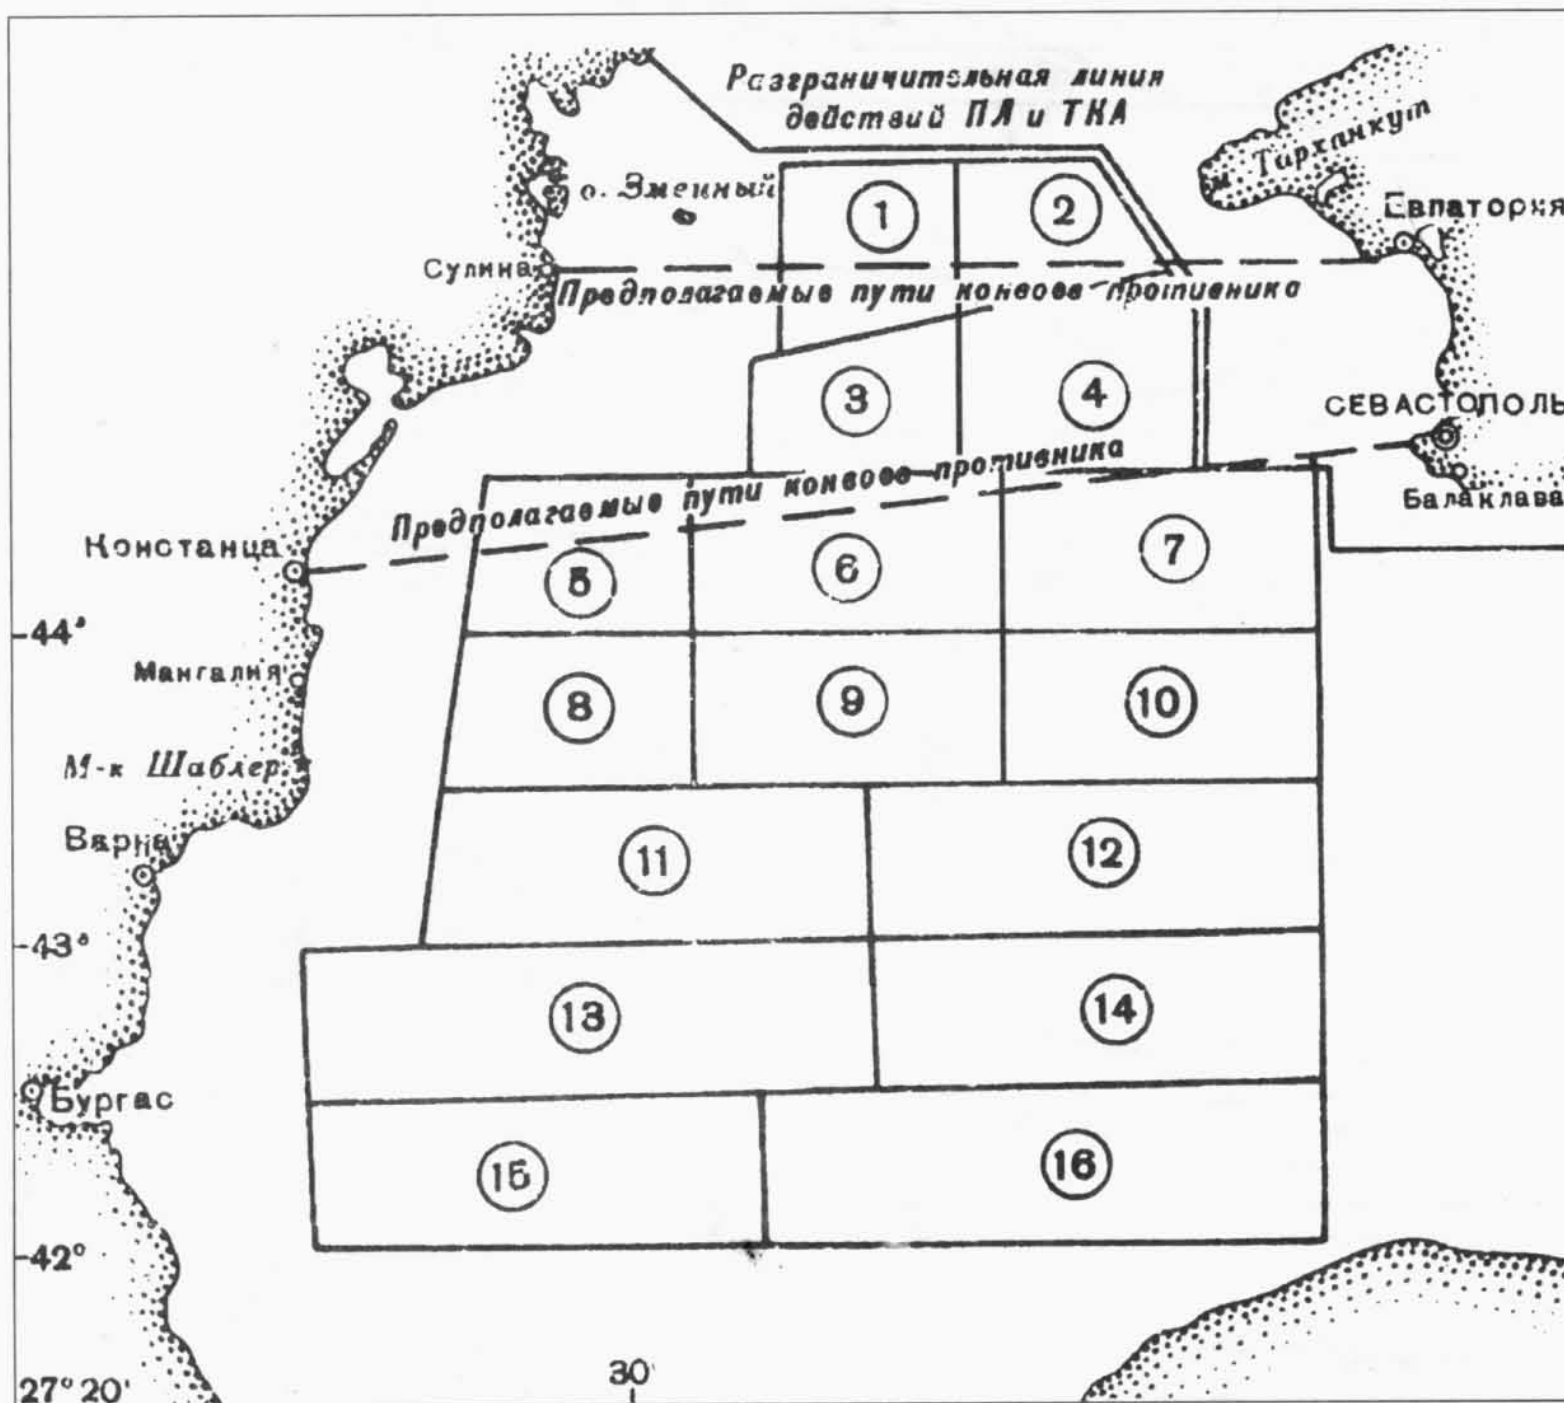 Разграничительная линия
действий ПЛ и ТКА
м. Тарханкут
о. Змеиный
1
2
Евпатория
Сулина
Предполагаемые пути конвоев противника
3
4
СЕВАСТОПОЛЬ
Предполагаемые пути конвоев противника
Балаклава
Констанца
5
6
7
44°
Мангалия
8
9
10
М-к Шаблер
Варна
11
12
43°
13
14
Бургас
15
16
42°
30'
27°20'